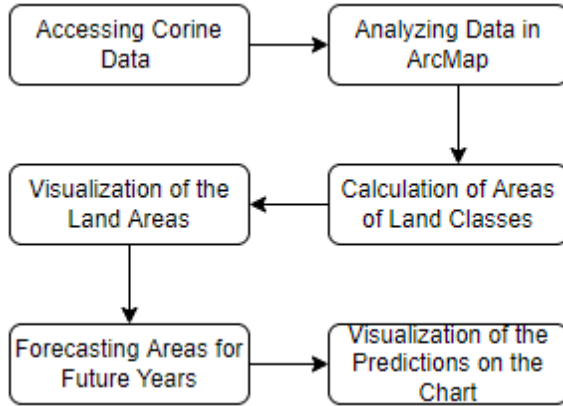 Accessing Corine
Data
Analyzing Data in
ArcMap
Visualization of the
Land Areas
Calculation of Areas
of Land Classes
Forecasting Areas for
Future Years
Visualization of the
Predictions on the
Chart